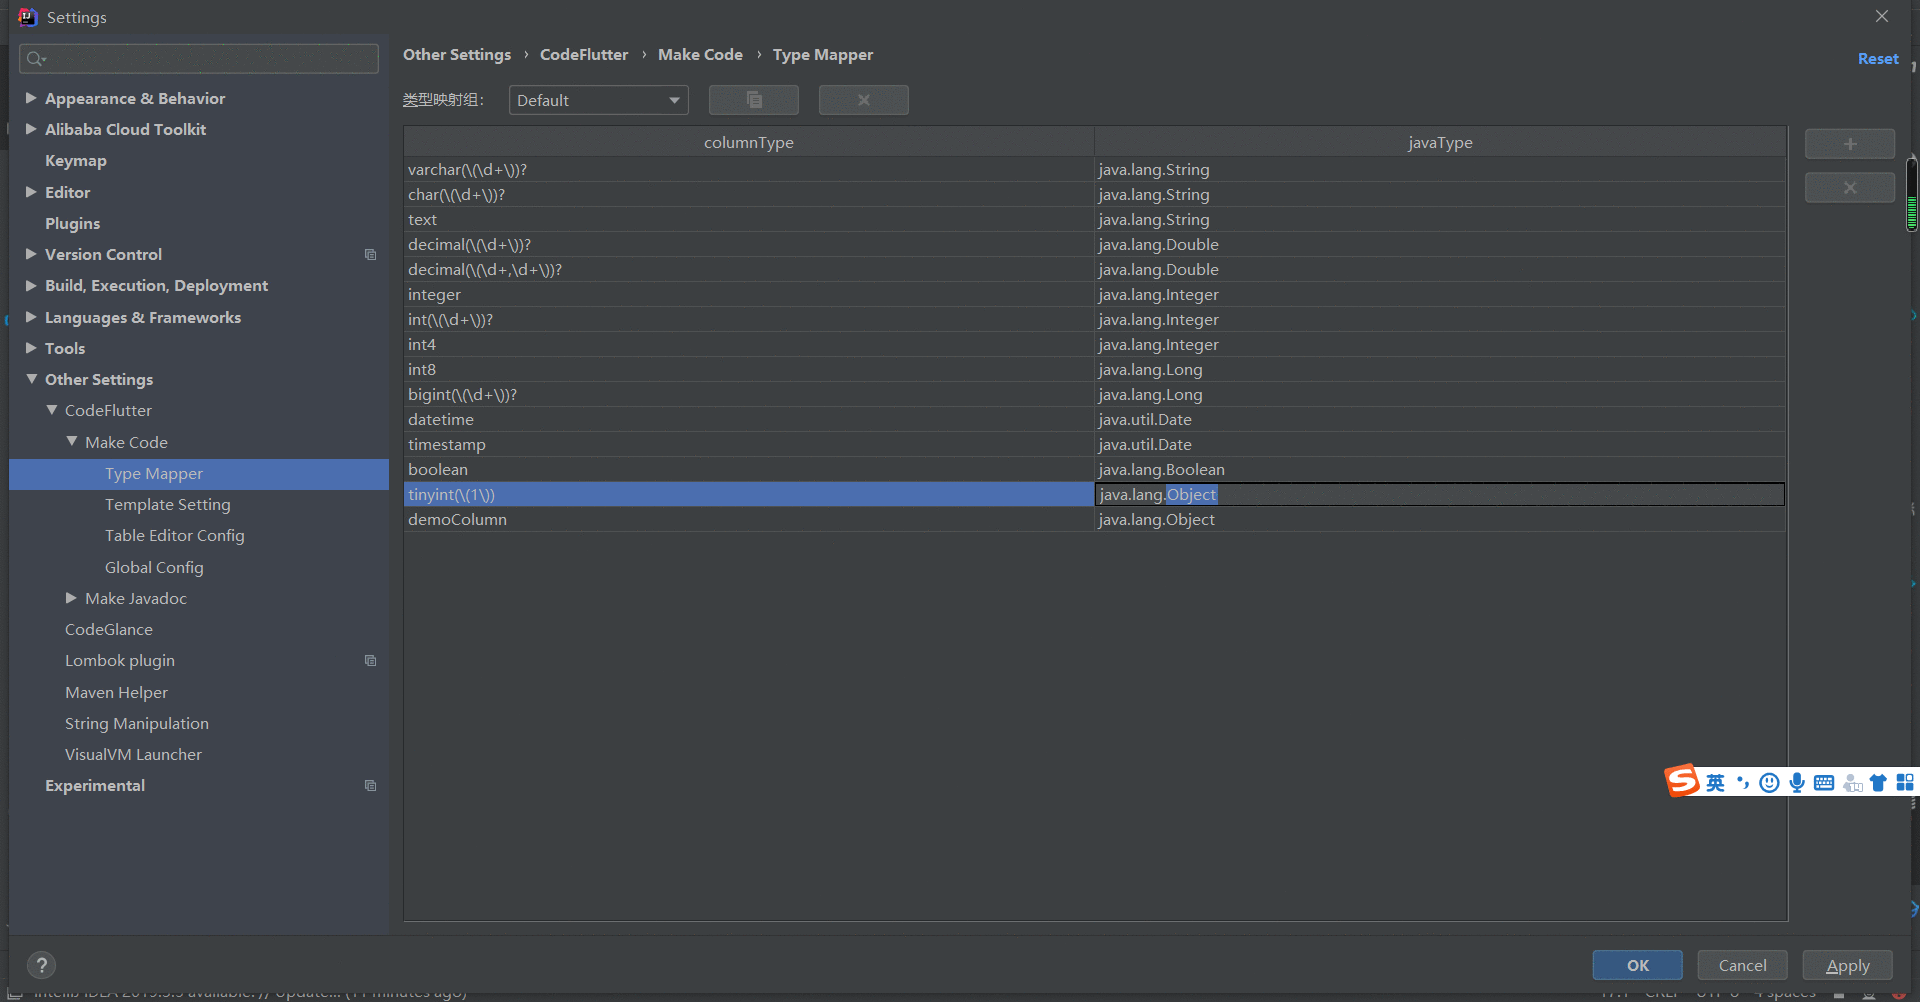 Settings
Other Settings › CodeFlutter › Make Code › Type Mapper
Reset
类型映射组:
Default
Appearance & Behavior
Alibaba Cloud Toolkit
Keymap
Editor
Plugins
Version Control
Build, Execution, Deployment
Languages & Frameworks
Tools
Other Settings
CodeFlutter
Make Code
Type Mapper
Template Setting
Table Editor Config
Global Config
Make Javadoc
CodeGlance
Lombok plugin
Maven Helper
String Manipulation
VisualVM Launcher
Experimental
columnType javaType
varchar(\(\d+\))? java.lang.String
char(\(\d+\))? java.lang.String
text java.lang.String
decimal(\(\d+\))? java.lang.Double
decimal(\(\d+,\d+\))? java.lang.Double
integer java.lang.Integer
int(\(\d+\))? java.lang.Integer
int4 java.lang.Integer
int8 java.lang.Long
bigint(\(\d+\))? java.lang.Long
datetime java.util.Date
timestamp java.util.Date
boolean java.lang.Boolean
tinyint(\(1\)) java.lang.Object
demoColumn java.lang.Object
英
OK
Cancel
Apply